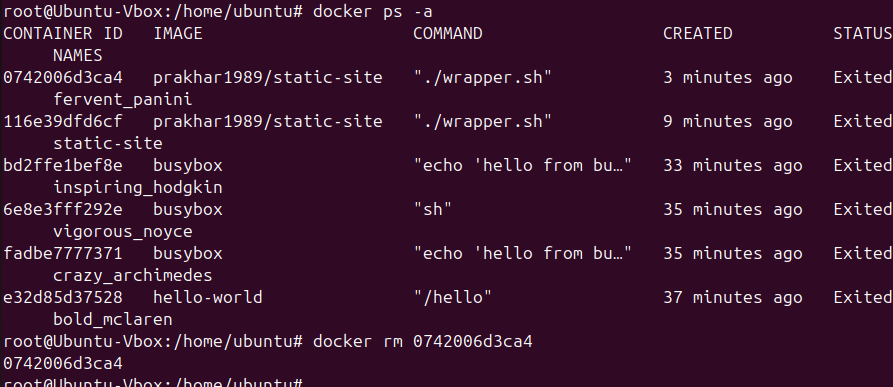 root@Ubuntu-Vbox:/home/ubuntu# docker ps -a
CONTAINER ID   IMAGE                      COMMAND                  CREATED          STATUS
     NAMES
0742006d3ca4   prakhar1989/static-site   "./wrapper.sh"           3 minutes ago    Exited
     fervent_panini
116e39dfd6cf   prakhar1989/static-site   "./wrapper.sh"           9 minutes ago    Exited
     static-site
bd2ffe1bef8e   busybox                   "echo 'hello from bu…"   33 minutes ago   Exited
     inspiring_hodgkin
6e8e3fff292e   busybox                   "sh"                     35 minutes ago   Exited
     vigorous_noyce
fadbe7777371   busybox                   "echo 'hello from bu…"   35 minutes ago   Exited
     crazy_archimedes
e32d85d37528   hello-world               "/hello"                 37 minutes ago   Exited
     bold_mclaren
root@Ubuntu-Vbox:/home/ubuntu# docker rm 0742006d3ca4
0742006d3ca4
root@Ubuntu-Vbox:/home/ubuntu#